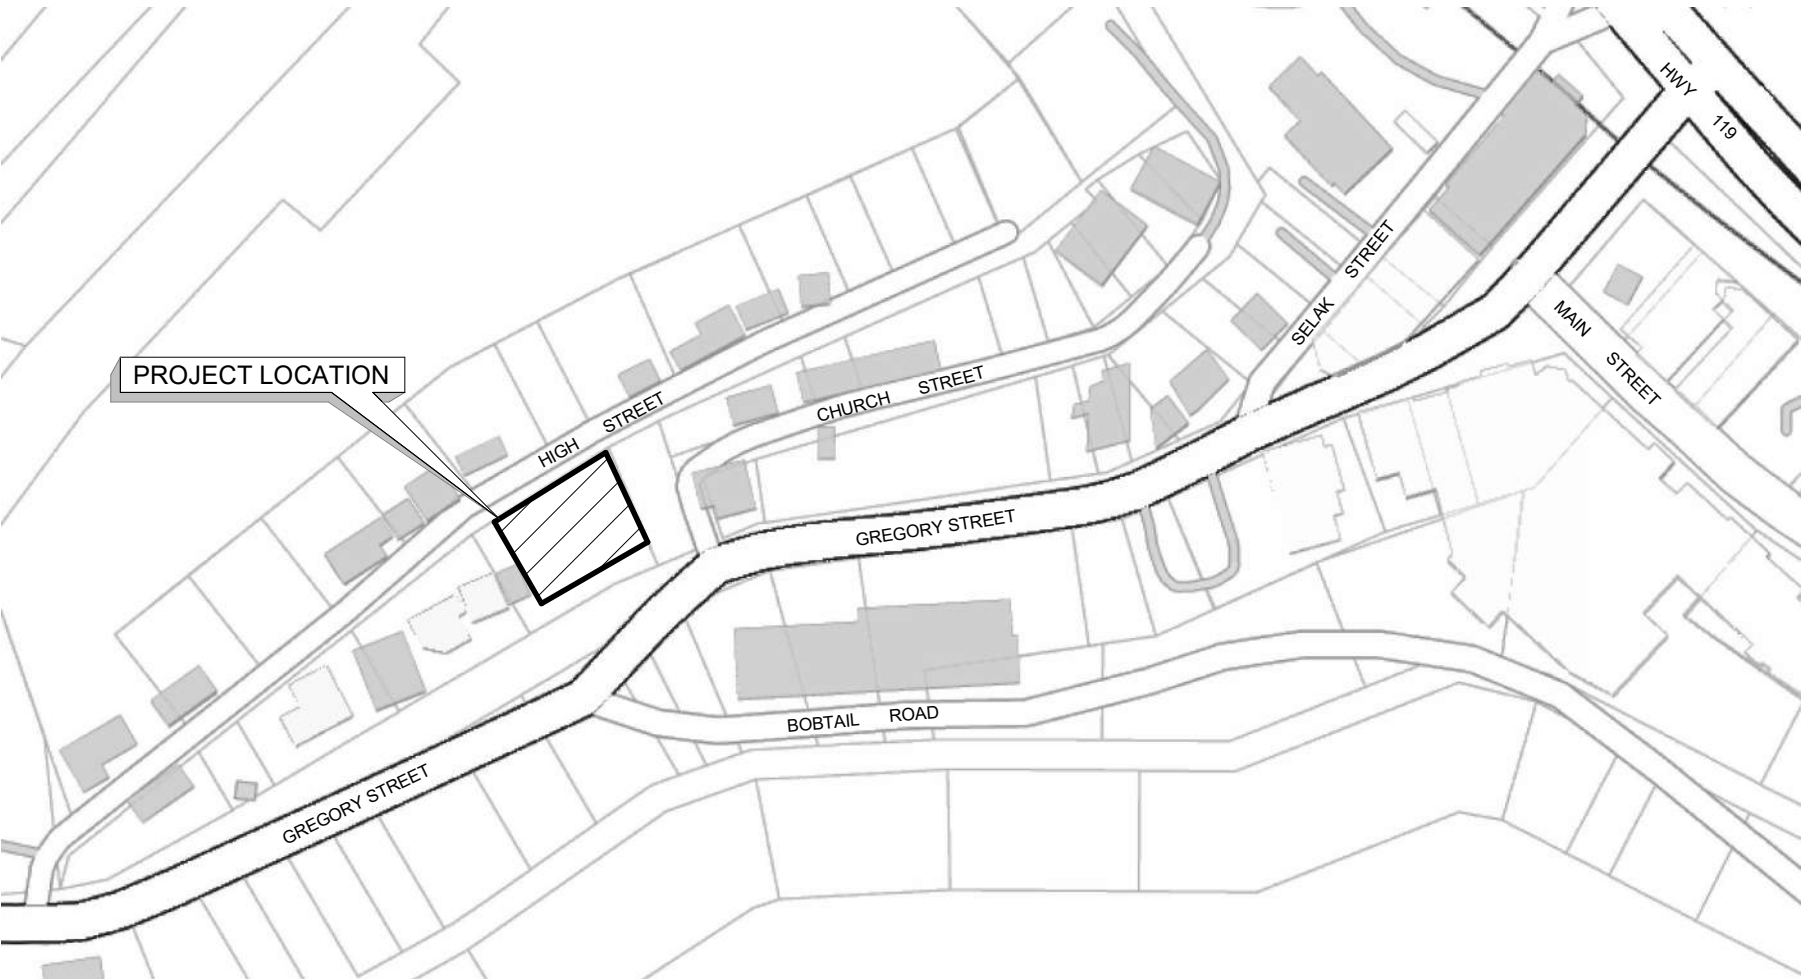 HWY 119
SELAK STREET
MAIN STREET
PROJECT LOCATION
HIGH STREET
CHURCH STREET
GREGORY STREET
BOBTAIL ROAD
GREGORY STREET